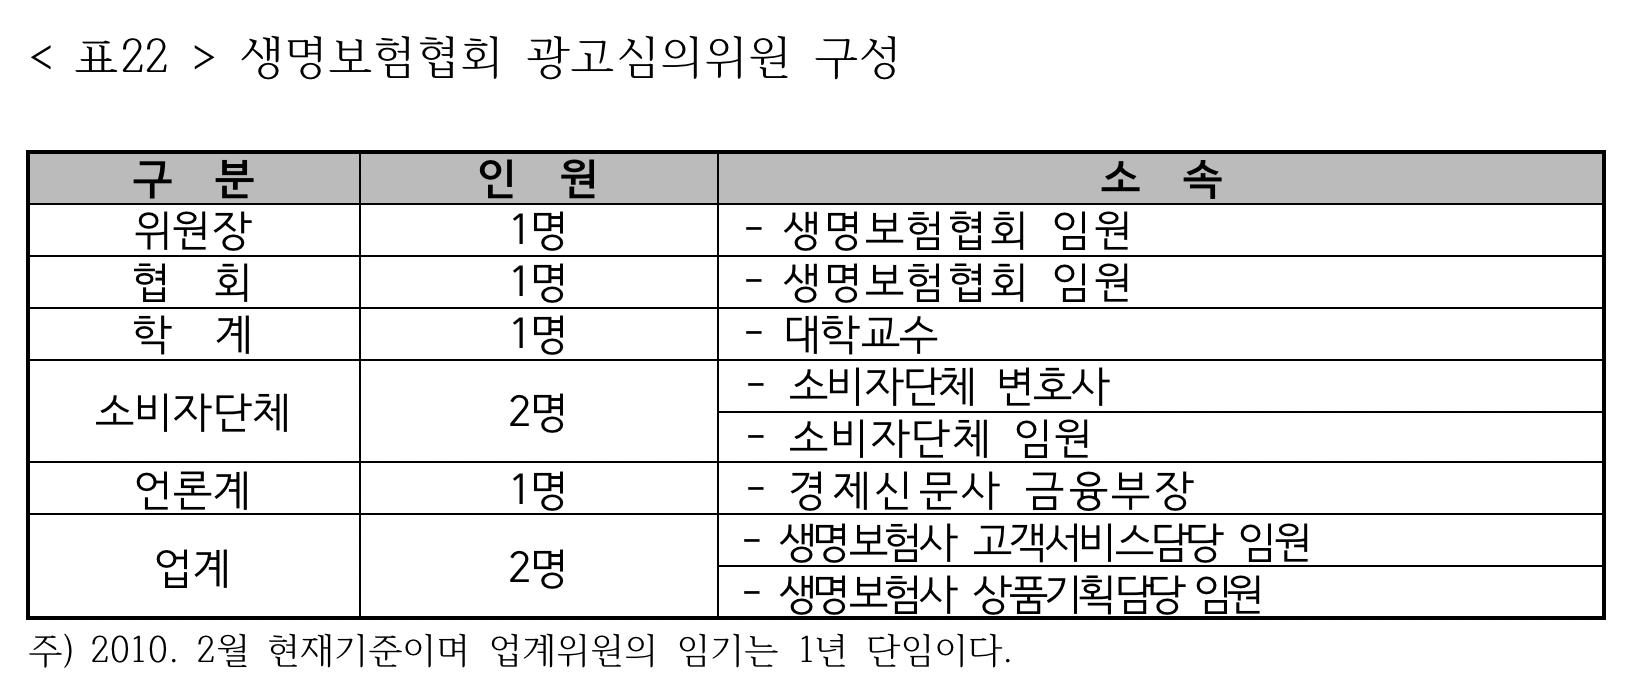 < 표22 > 생명보험협회 광고심의위원 구성
구 분 인 원 소 속
위원장 1명 - 생명보험협회 임원
협 회 1명 - 생명보험협회 임원
학 계 1명 - 대학교수
소비자단체 2명 - 소비자단체 변호사
- 소비자단체 임원
언론계 1명 - 경제신문사 금융부장
업계 2명 - 생명보험사 고객서비스담당 임원
- 생명보험사 상품기획담당 임원
주) 2010. 2월 현재기준이며 업계위원의 임기는 1년 단임이다.